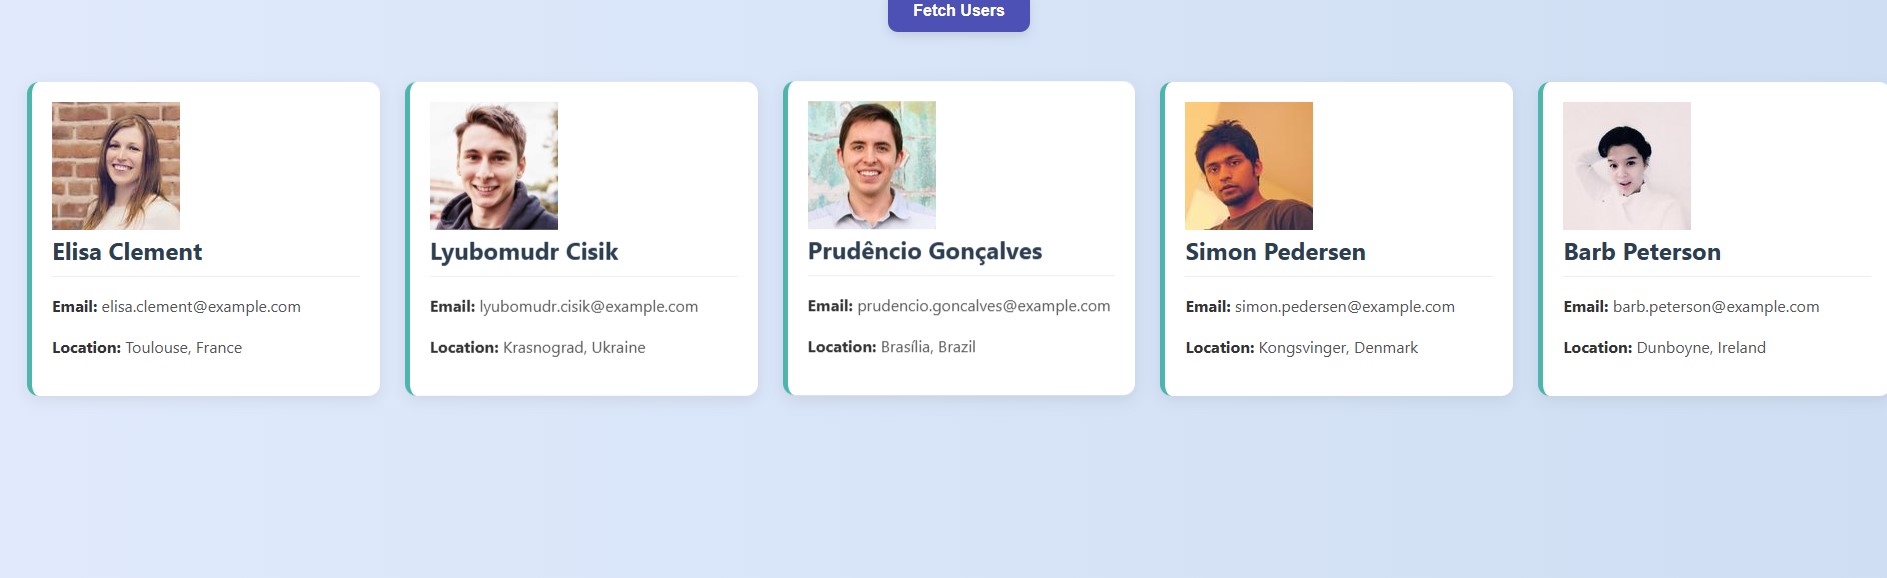 Fetch Users
Elisa Clement
Email: elisa.clement@example.com
Location: Toulouse, France
Lyubomudr Cisik
Email: lyubomudr.cisik@example.com
Location: Krasnograd, Ukraine
Prudêncio Gonçalves
Email: prudencio.goncalves@example.com
Location: Brasília, Brazil
Simon Pedersen
Email: simon.pedersen@example.com
Location: Kongsvinger, Denmark
Barb Peterson
Email: barb.peterson@example.com
Location: Dunboyne, Ireland